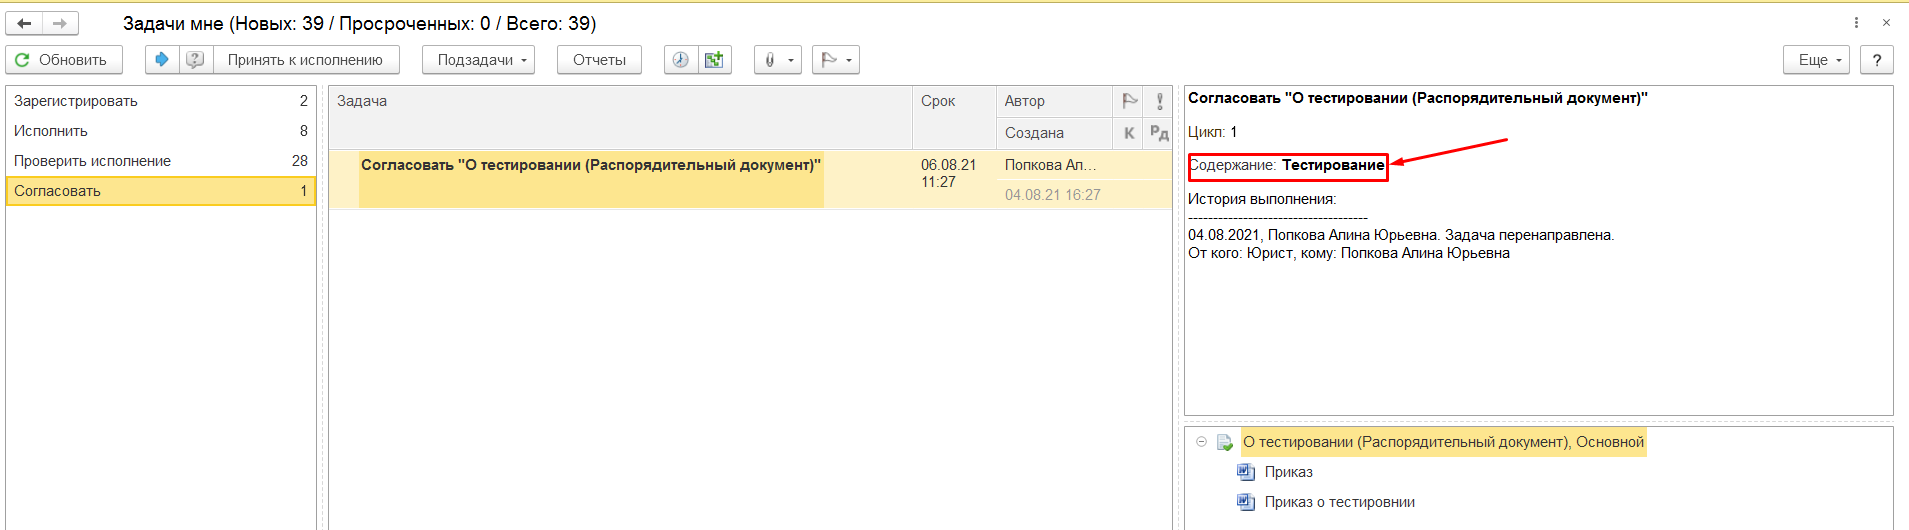 Задачи мне (Новых: 39 / Просроченных: 0 / Всего: 39)
Обновить
Принять к исполнению
Подзадачи
Отчеты
Еще
?
Зарегистрировать 2
Исполнить 8
Проверить исполнение 28
Согласовать 1
Задача
Срок
Автор
Создана
К
Рд
Согласовать "О тестировании (Распорядительный документ)"
06.08.21
11:27
Попкова Ал...
04.08.21 16:27
Согласовать "О тестировании (Распорядительный документ)"
Цикл: 1
Содержание: Тестирование
История выполнения:
------------------------------------
04.08.2021, Попкова Алина Юрьевна. Задача перенаправлена.
От кого: Юрист, кому: Попкова Алина Юрьевна
О тестировании (Распорядительный документ), Основной
Приказ
Приказ о тестировнии